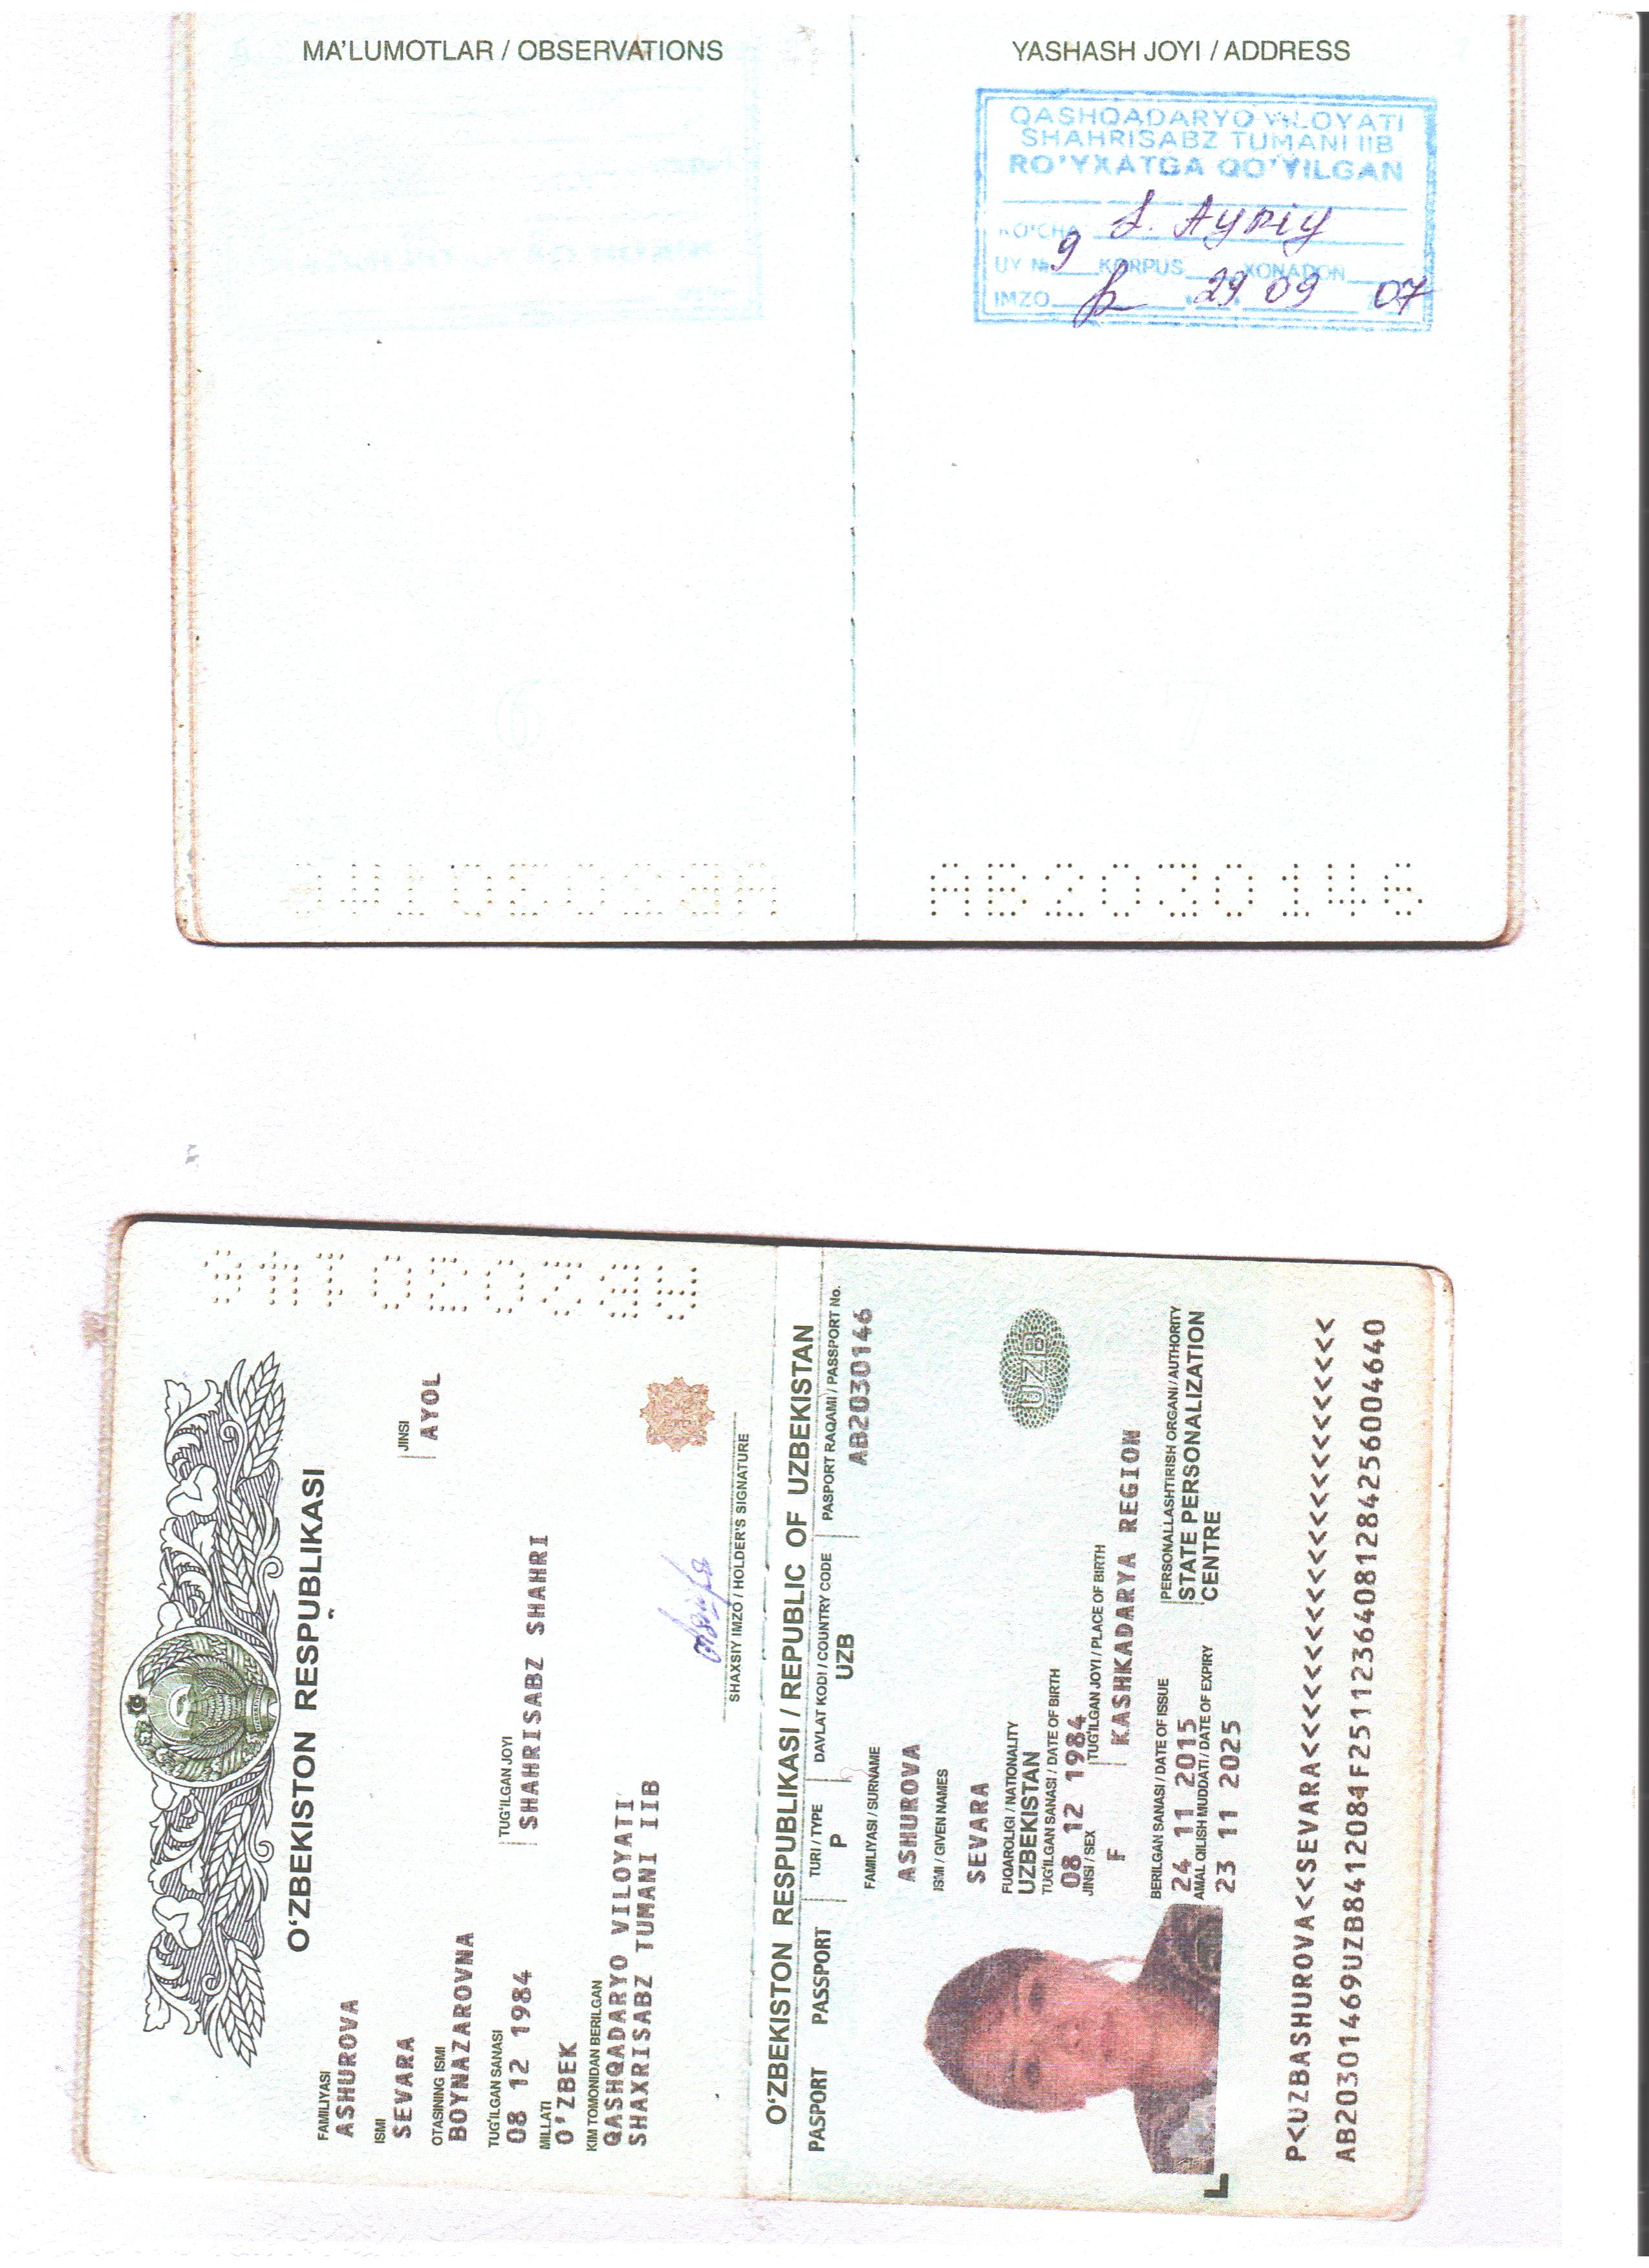 MA'LUMOTLAR / OBSERVATIONS
YASHASH JOYI / ADDRESS
QASHQADARYO VILOYATI
SHAHRISABZ TUMANI IIB
RO'YXATGA QO'YILGAN
KO'CHA
UY № 9 KORPUS XONADON
IMZO 29 09 07
6
7
AB2030146
O'ZBEKISTON RESPUBLIKASI
FAMILIYASI
ASHUROVA
JINSI
AYOL
ISMI
SEVARA
OTASINING ISMI
BOYNAZAROVNA
TUG'ILGAN SANASI
08 12 1984
TUG'ILGAN JOYI
SHAHRISABZ SHAHRI
MILLATI
O'ZBEK
KIM TOMONIDAN BERILGAN
QASHQADARYO VILOYATI
SHAXRISABZ TUMANI IIB
SHAXSIY IMZO / HOLDER'S SIGNATURE
O'ZBEKISTON RESPUBLIKASI / REPUBLIC OF UZBEKISTAN
PASPORT PASSPORT
TURI / TYPE
P
DAVLAT KODI / COUNTRY CODE
UZB
PASPORT RAQAMI / PASSPORT No.
AB2030146
FAMILIYASI / SURNAME
ASHUROVA
ISMI / GIVEN NAMES
SEVARA
FUQAROLIGI / NATIONALITY
UZBEKISTAN
UZB
TUG'ILGAN SANASI / DATE OF BIRTH
08 12 1984
JINSI / SEX
F
TUG'ILGAN JOYI / PLACE OF BIRTH
KASHKADARYA REGION
BERILGAN SANASI / DATE OF ISSUE
24 11 2015
AMAL QILISH MUDDATI / DATE OF EXPIRY
23 11 2025
PERSONALLASHTIRISH ORGANI / AUTHORITY
STATE PERSONALIZATION
CENTRE
P<UZBASHUROVA<<SEVARA<<<<<<<<<<<<<<<<<<<<<<<
AB20301469UZB8412084F25112364081284256004640